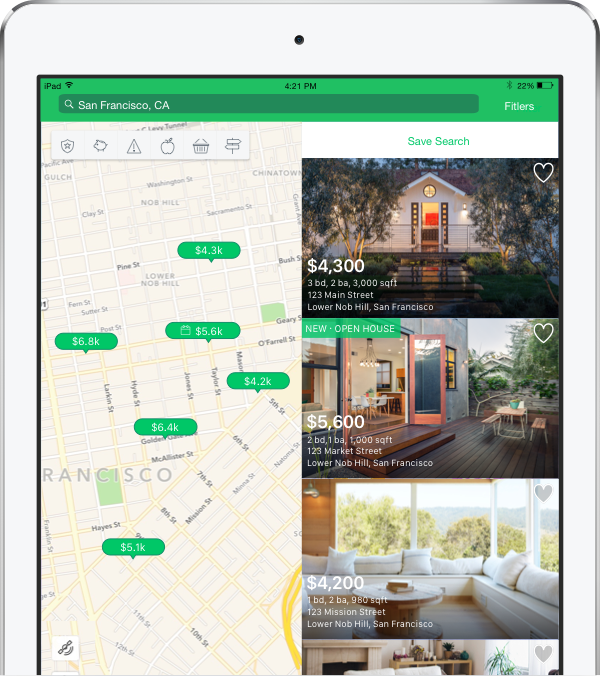 iPad
4:21 PM
22%
San Francisco, CA
Fitlers
Save Search
Pacific Ave
GULCH
CHINATOWN
Washington St
NOB HILL
Clay St
Sacramento St
$4.3k
Pine St
Bush St
LOWER
NOB HILL
Fern St
Sutter St
Post St
Geary S
$6.8k
$5.6k
O'Farrell St
Larkin St
Hyde St
Jones St
Taylor St
Mason
$4.2k
5th St
$6.4k
Golden Gate
McAllister St
6th St
RANCISCO
7th St
Natoma St
Minna St
8th St
Mission St
Franklin St
Hayes St
$5.1k
11th St
10th St
12th St
$4,300
3 bd, 2 ba, 3,000 sqft
123 Main Street
Lower Nob Hill, San Francisco
NEW · OPEN HOUSE
$5,600
2 bd,1 ba, 1,000 sqft
123 Market Street
Lower Nob Hill, San Francisco
$4,200
1 bd, 2 ba, 980 sqft
123 Mission Street
Lower Nob Hill, San Francisco